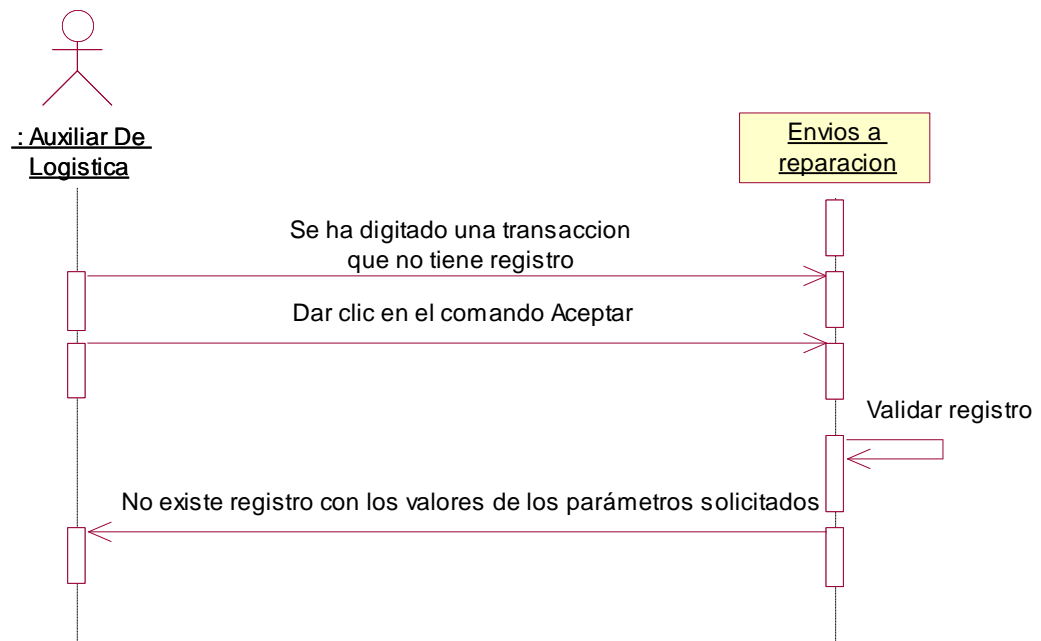 : Auxiliar De
Logistica
Envios a
reparacion
Se ha digitado una transaccion
que no tiene registro
Dar clic en el comando Aceptar
Validar registro
No existe registro con los valores de los parámetros solicitados